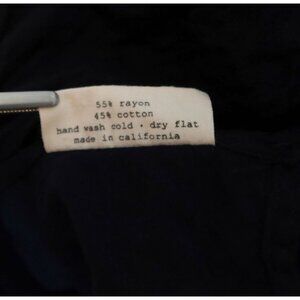 55% rayon
45% cotton
hand wash cold · dry flat
made in california